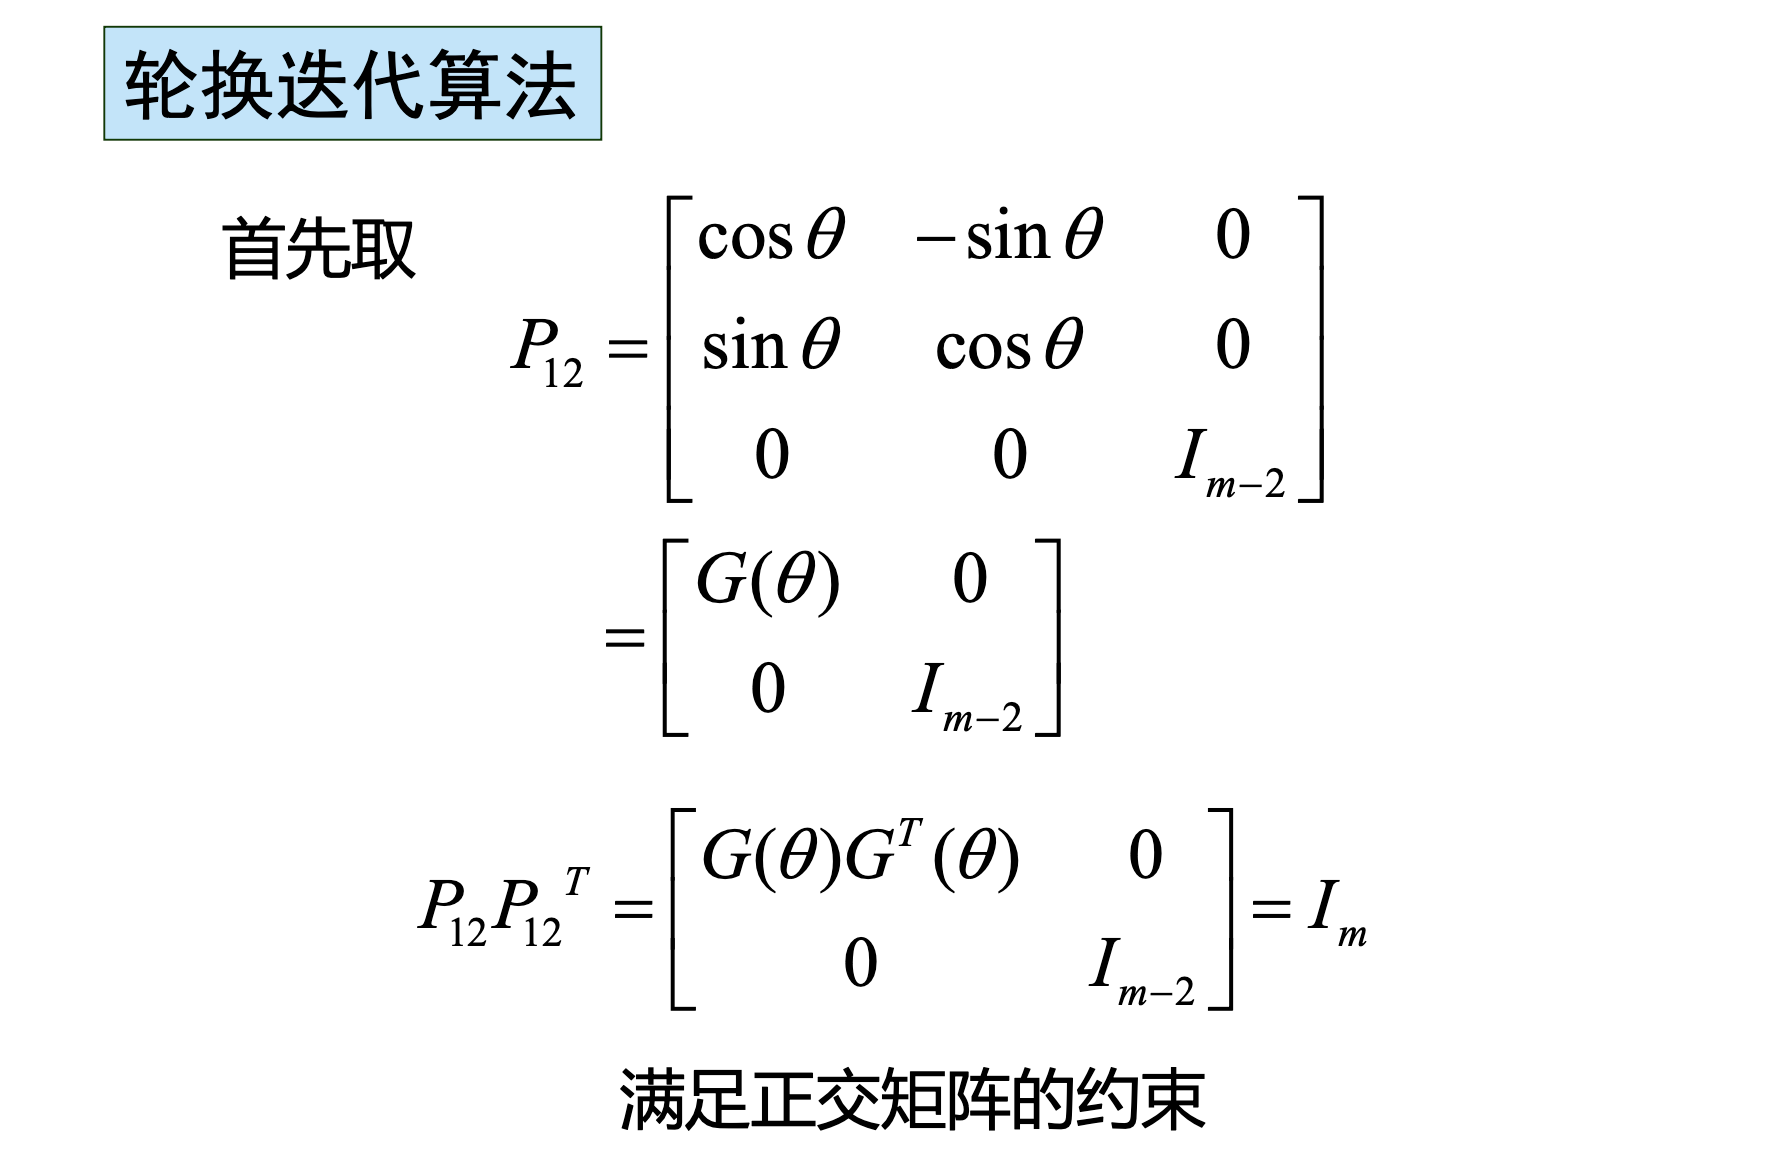 轮换迭代算法
首先取
P_{12} = \begin{bmatrix} \cos\theta & -\sin\theta & 0 \\ \sin\theta & \cos\theta & 0 \\ 0 & 0 & I_{m-2} \end{bmatrix}
= \begin{bmatrix} G(\theta) & 0 \\ 0 & I_{m-2} \end{bmatrix}
P_{12}P_{12}^{T} = \begin{bmatrix} G(\theta)G^{T}(\theta) & 0 \\ 0 & I_{m-2} \end{bmatrix} = I_m
满足正交矩阵的约束